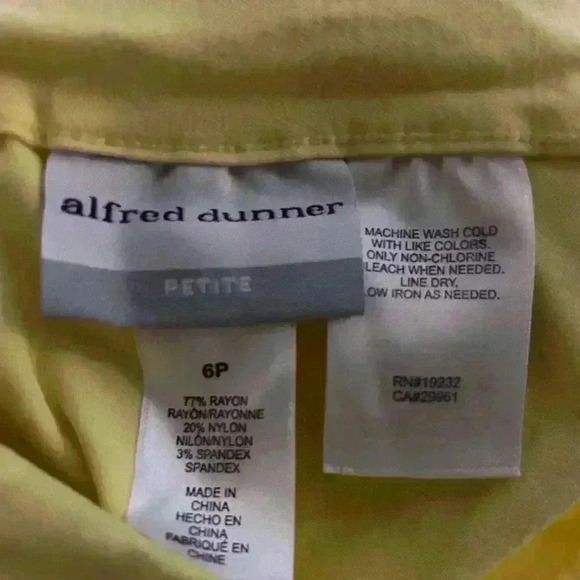 alfred dunner
PETITE
6P
77% RAYON
RAYON/RAYONNE
20% NYLON
NILON/NYLON
3% SPANDEX
SPANDEX
MADE IN
CHINA
HECHO EN
CHINA
FABRIQUÉ EN
CHINE
MACHINE WASH COLD
WITH LIKE COLORS.
ONLY NON-CHLORINE
LEACH WHEN NEEDED.
LINE DRY.
OW IRON AS NEEDED.
RN#19232
CA#29961